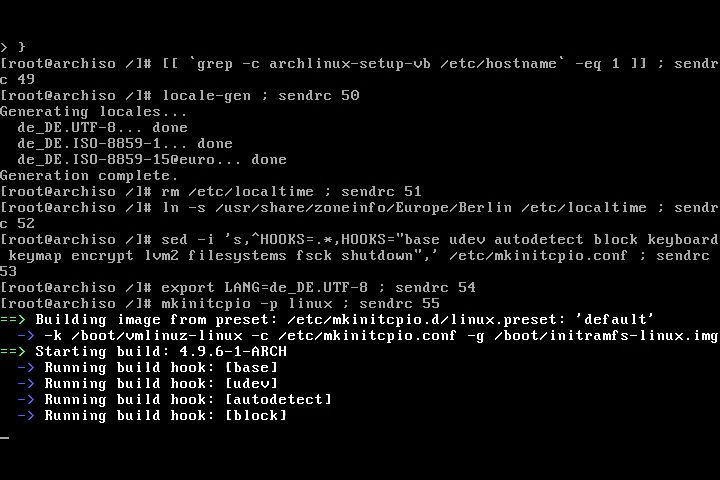 > }
[root@archiso /]# [[ `grep -c archlinux-setup-vb /etc/hostname` -eq 1 ]] ; sendr
c 49
[root@archiso /]# locale-gen ; sendrc 50
Generating locales...
  de_DE.UTF-8... done
  de_DE.ISO-8859-1... done
  de_DE.ISO-8859-15@euro... done
Generation complete.
[root@archiso /]# rm /etc/localtime ; sendrc 51
[root@archiso /]# ln -s /usr/share/zoneinfo/Europe/Berlin /etc/localtime ; sendr
c 52
[root@archiso /]# sed -i 's,^HOOKS=.*,HOOKS="base udev autodetect block keyboard
 keymap encrypt lvm2 filesystems fsck shutdown",' /etc/mkinitcpio.conf ; sendrc
53
[root@archiso /]# export LANG=de_DE.UTF-8 ; sendrc 54
[root@archiso /]# mkinitcpio -p linux ; sendrc 55
==> Building image from preset: /etc/mkinitcpio.d/linux.preset: 'default'
  -> -k /boot/vmlinuz-linux -c /etc/mkinitcpio.conf -g /boot/initramfs-linux.img
==> Starting build: 4.9.6-1-ARCH
  -> Running build hook: [base]
  -> Running build hook: [udev]
  -> Running build hook: [autodetect]
  -> Running build hook: [block]
_